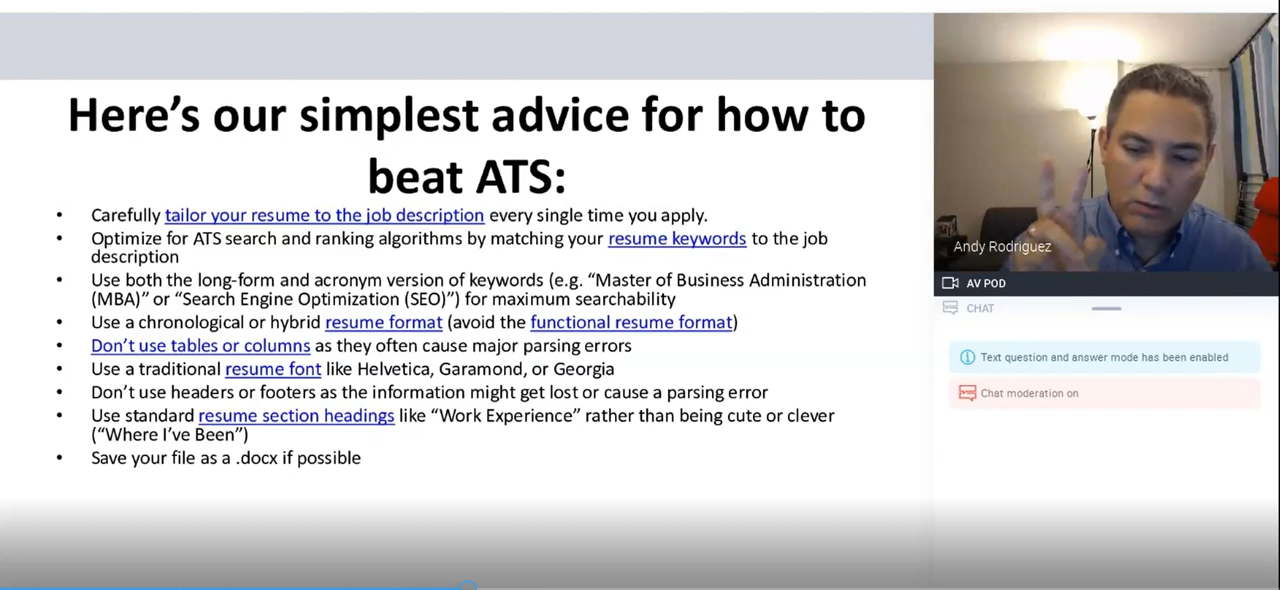 Here's our simplest advice for how to
beat ATS:
• Carefully tailor your resume to the job description every single time you apply.
• Optimize for ATS search and ranking algorithms by matching your resume keywords to the job
description
• Use both the long-form and acronym version of keywords (e.g. “Master of Business Administration
(MBA)” or “Search Engine Optimization (SEO)”) for maximum searchability
• Use a chronological or hybrid resume format (avoid the functional resume format)
• Don’t use tables or columns as they often cause major parsing errors
• Use a traditional resume font like Helvetica, Garamond, or Georgia
• Don’t use headers or footers as the information might get lost or cause a parsing error
• Use standard resume section headings like “Work Experience” rather than being cute or clever
(“Where I’ve Been”)
• Save your file as a .docx if possible
Andy Rodriguez
AV POD
CHAT
Text question and answer mode has been enabled
Chat moderation on